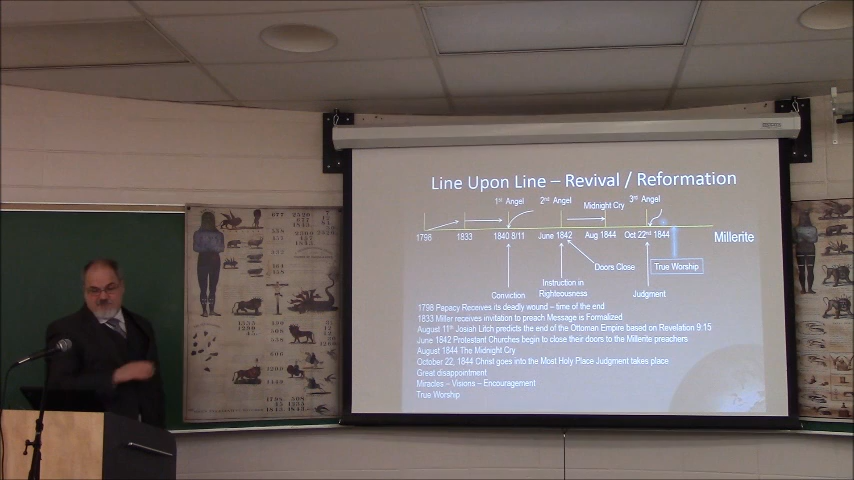 Line Upon Line – Revival / Reformation
1st Angel
2nd Angel
3rd Angel
Midnight Cry
1798
1833
1840 8/11
June 1842
Aug 1844
Oct 22nd 1844
Millerite
Doors Close
True Worship
Conviction
Instruction in
Righteousness
Judgment
1798 Papacy Receives its deadly wound – time of the end
1833 Miller receives invitation to preach Message is Formalized
August 11th Josiah Litch predicts the end of the Ottoman Empire based on Revelation 9:15
June 1842 Protestant Churches begin to close their doors to the Millerite preachers
August 1844 The Midnight Cry
October 22, 1844 Christ goes into the Most Holy Place Judgment takes place
Great disappointment
Miracles – Visions – Encouragement
True Worship
677
2520